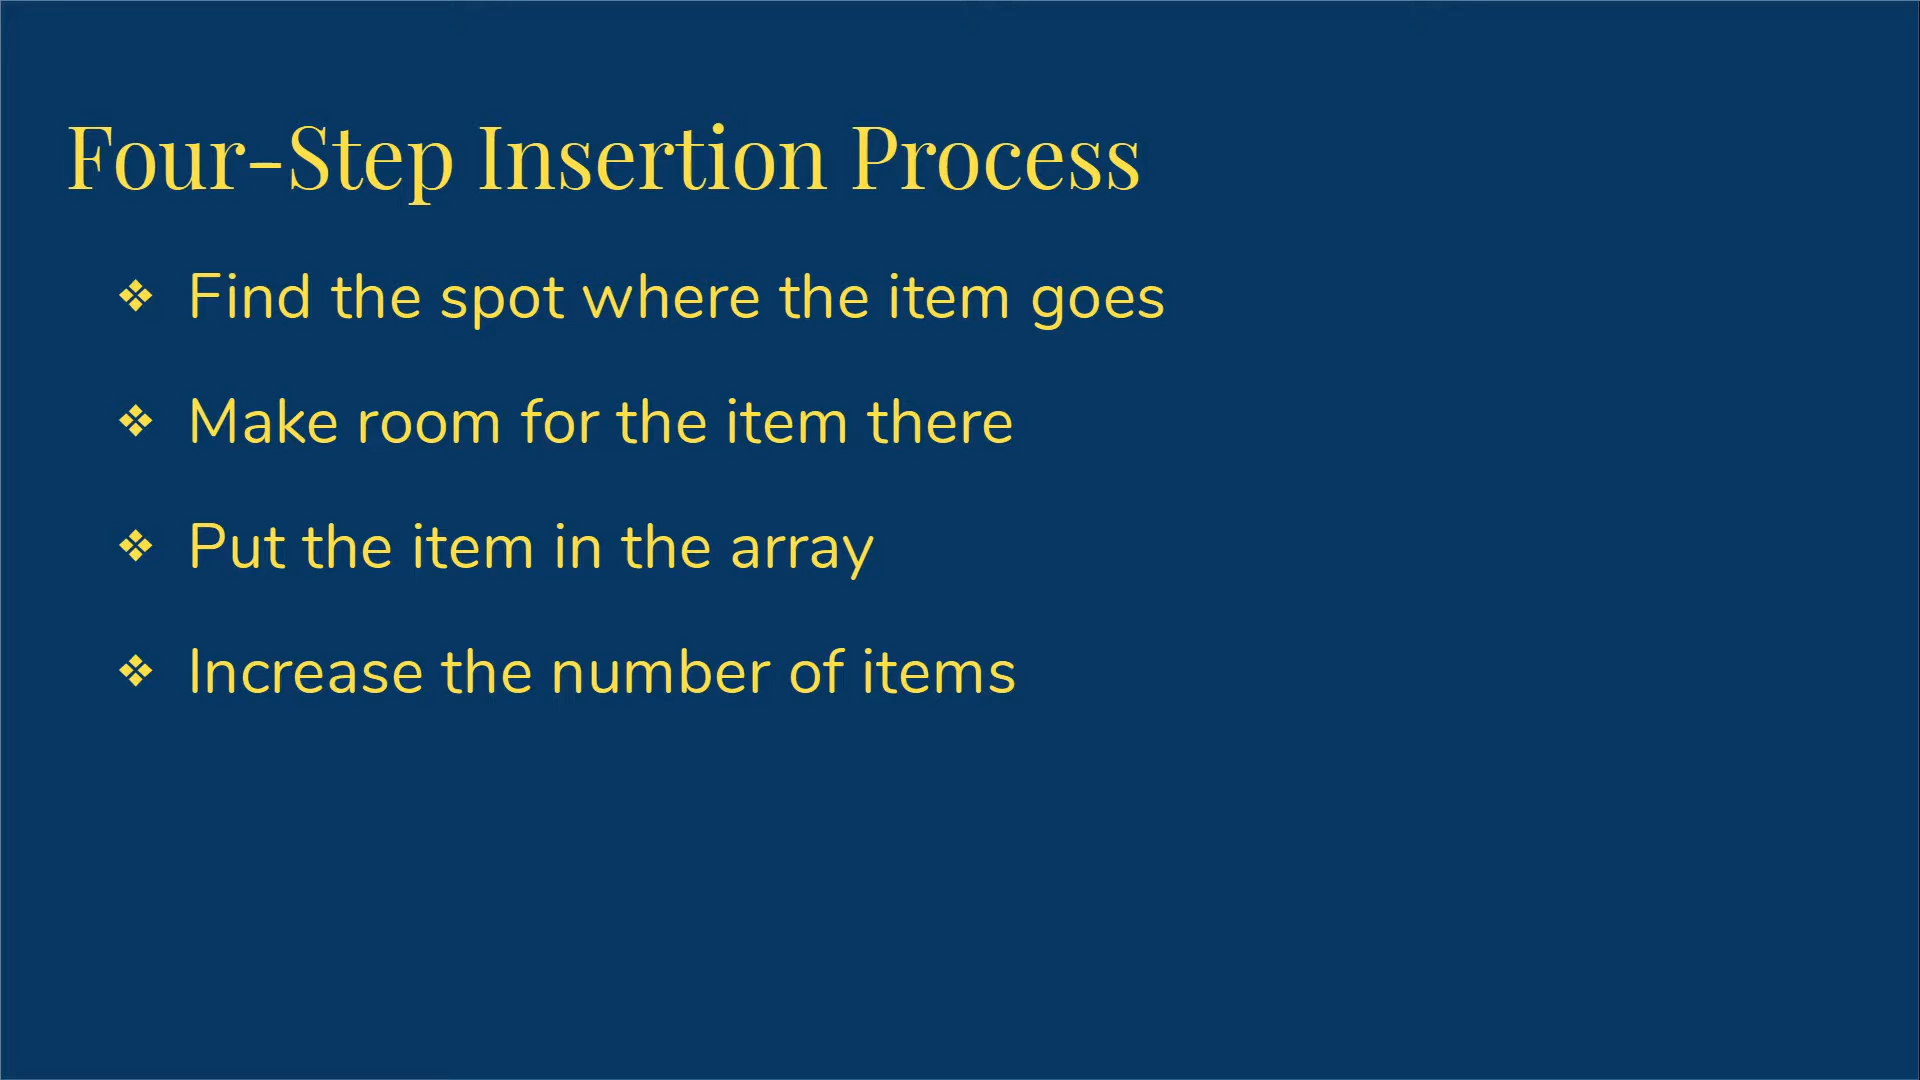 Four-Step Insertion Process
❖ Find the spot where the item goes
❖ Make room for the item there
❖ Put the item in the array
❖ Increase the number of items